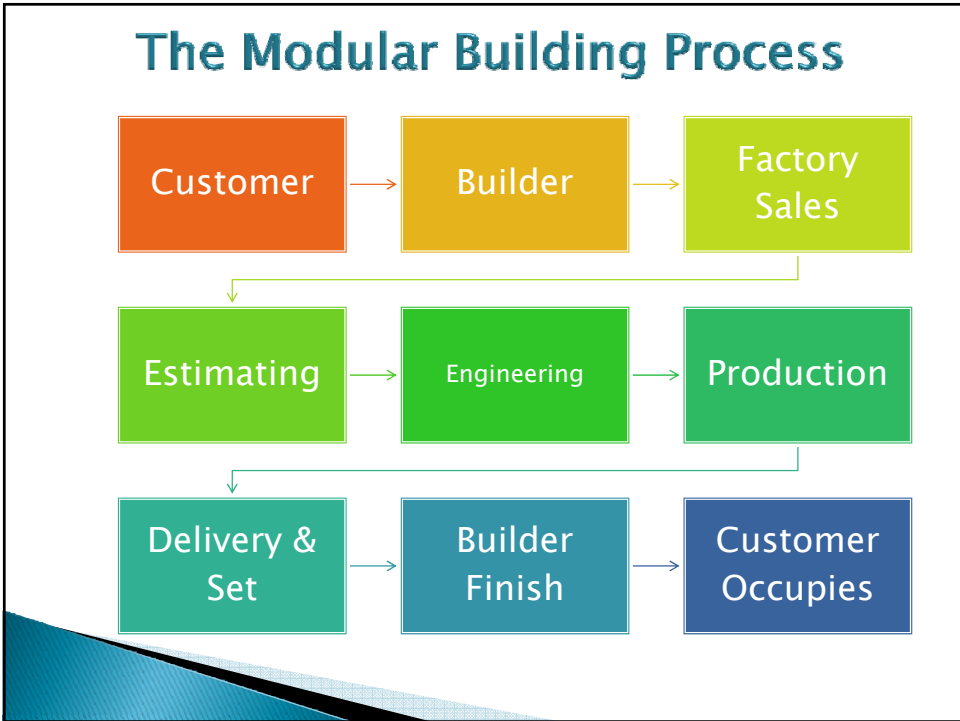 The Modular Building Process
Customer
Builder
Factory
Sales
Estimating
Engineering
Production
Delivery &
Set
Builder
Finish
Customer
Occupies